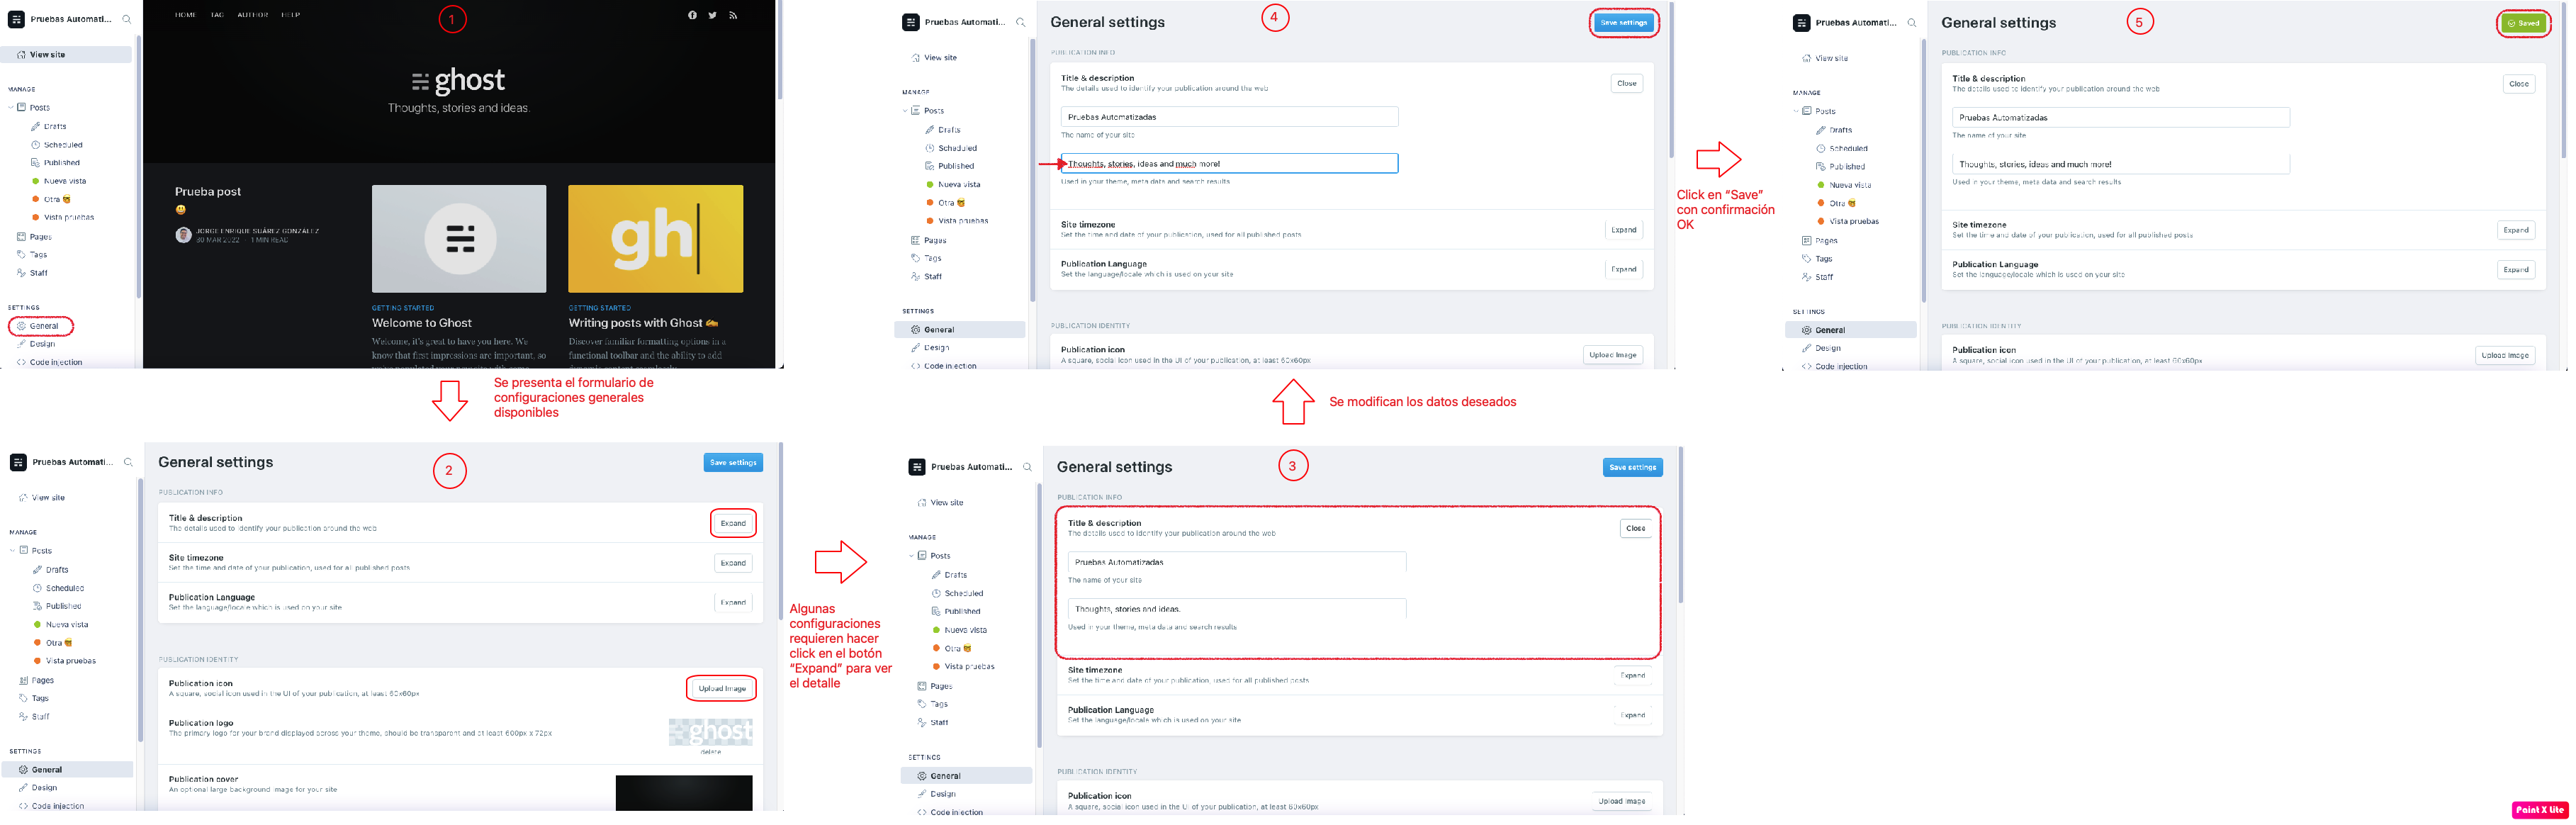 Pruebas Automati...
HOME TAG AUTHOR HELP
1
View site
ghost
Thoughts, stories and ideas.
MANAGE
Posts
Drafts
Scheduled
Published
Nueva vista
Otra 🤓
Vista pruebas
Pages
Tags
Staff
SETTINGS
General
Design
Code injection
Prueba post
😃
JORGE ENRIQUE SUÁREZ GONZÁLEZ
30 MAR 2022 · 1 MIN READ
gh
GETTING STARTED
Welcome to Ghost
Welcome, it's great to have you here. We
know that first impressions are important, so
GETTING STARTED
Writing posts with Ghost ✍️
Discover familiar formatting options in a
functional toolbar and the ability to add
Se presenta el formulario de
configuraciones generales
disponibles
Pruebas Automati...
View site
MANAGE
Posts
Drafts
Scheduled
Published
Nueva vista
Otra 🤓
Vista pruebas
Pages
Tags
Staff
SETTINGS
General
Design
Code injection
General settings
2
Save settings
PUBLICATION INFO
Title & description
The details used to identify your publication around the web
Expand
Site timezone
Set the time and date of your publication, used for all published posts
Expand
Publication Language
Set the language/locale which is used on your site
Expand
PUBLICATION IDENTITY
Publication icon
A square, social icon used in the UI of your publication, at least 60x60px
Upload Image
Publication logo
The primary logo for your brand displayed across your theme, should be transparent and at least 600px x 72px
ghost
delete
Publication cover
An optional large background image for your site
Algunas
configuraciones
requieren hacer
click en el botón
“Expand” para ver
el detalle
Pruebas Automati...
View site
MANAGE
Posts
Drafts
Scheduled
Published
Nueva vista
Otra 🤓
Vista pruebas
Pages
Tags
Staff
SETTINGS
General
Design
Code injection
General settings
3
Save settings
PUBLICATION INFO
Title & description
The details used to identify your publication around the web
Close
Pruebas Automatizadas
The name of your site
Thoughts, stories and ideas.
Used in your theme, meta data and search results
Site timezone
Set the time and date of your publication, used for all published posts
Expand
Publication Language
Set the language/locale which is used on your site
Expand
PUBLICATION IDENTITY
Publication icon
A square, social icon used in the UI of your publication, at least 60x60px
Upload Image
Se modifican los datos deseados
Pruebas Automati...
View site
MANAGE
Posts
Drafts
Scheduled
Published
Nueva vista
Otra 🤓
Vista pruebas
Pages
Tags
Staff
SETTINGS
General
Design
Code injection
General settings
4
Save settings
PUBLICATION INFO
Title & description
The details used to identify your publication around the web
Close
Pruebas Automatizadas
The name of your site
Thoughts, stories, ideas and much more!
Used in your theme, meta data and search results
Site timezone
Set the time and date of your publication, used for all published posts
Expand
Publication Language
Set the language/locale which is used on your site
Expand
PUBLICATION IDENTITY
Publication icon
A square, social icon used in the UI of your publication, at least 60x60px
Upload Image
Click en “Save”
con confirmación
OK
Pruebas Automati...
View site
MANAGE
Posts
Drafts
Scheduled
Published
Nueva vista
Otra 🤓
Vista pruebas
Pages
Tags
Staff
SETTINGS
General
Design
Code injection
General settings
5
Saved
PUBLICATION INFO
Title & description
The details used to identify your publication around the web
Close
Pruebas Automatizadas
The name of your site
Thoughts, stories, ideas and much more!
Used in your theme, meta data and search results
Site timezone
Set the time and date of your publication, used for all published posts
Expand
Publication Language
Set the language/locale which is used on your site
Expand
PUBLICATION IDENTITY
Publication icon
A square, social icon used in the UI of your publication, at least 60x60px
Upload Image
Paint X Lite